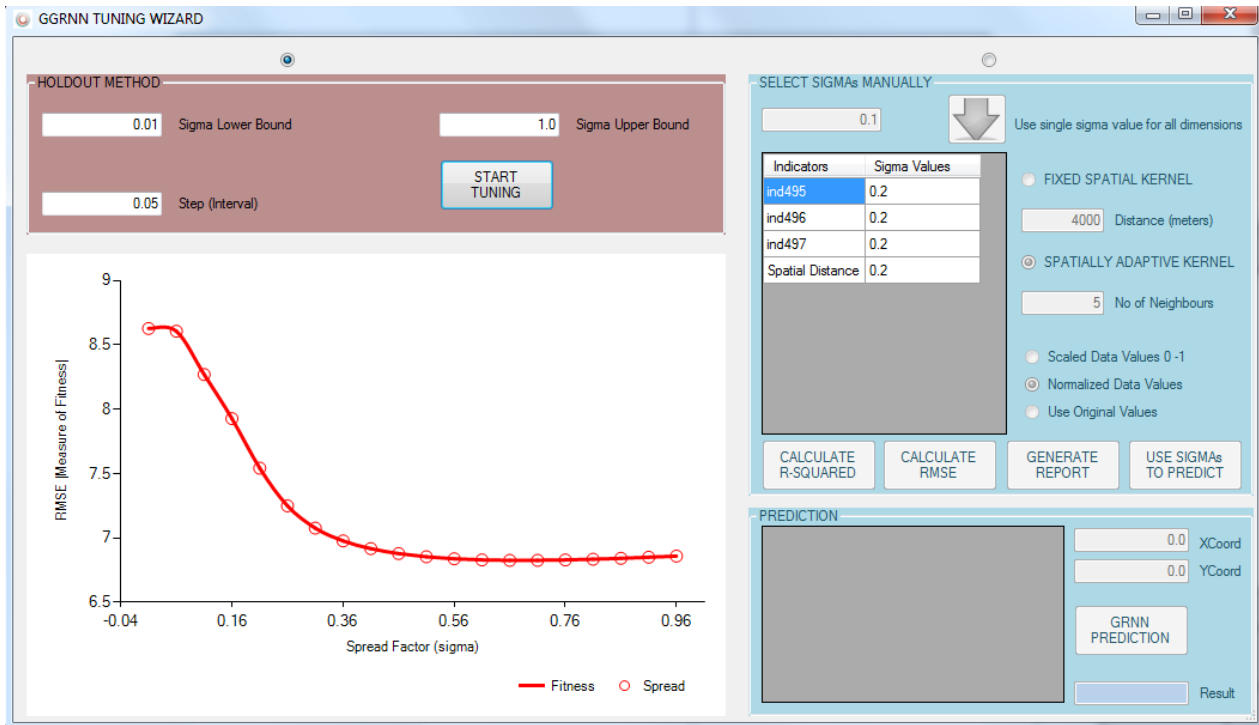 GGRNN TUNING WIZARD
HOLDOUT METHOD
0.01 Sigma Lower Bound
1.0 Sigma Upper Bound
START
TUNING
0.05 Step (Interval)
RMSE |Measure of Fitness|
9
8.5
8
7.5
7
6.5
-0.04 0.16 0.36 0.56 0.76 0.96
Spread Factor (sigma)
Fitness Spread
SELECT SIGMAs MANUALLY
0.1
Use single sigma value for all dimensions
Indicators Sigma Values
ind495 0.2
ind496 0.2
ind497 0.2
Spatial Distance 0.2
FIXED SPATIAL KERNEL
4000 Distance (meters)
SPATIALLY ADAPTIVE KERNEL
5 No of Neighbours
Scaled Data Values 0 -1
Normalized Data Values
Use Original Values
CALCULATE
R-SQUARED
CALCULATE
RMSE
GENERATE
REPORT
USE SIGMAs
TO PREDICT
PREDICTION
0.0 XCoord
0.0 YCoord
GRNN
PREDICTION
Result